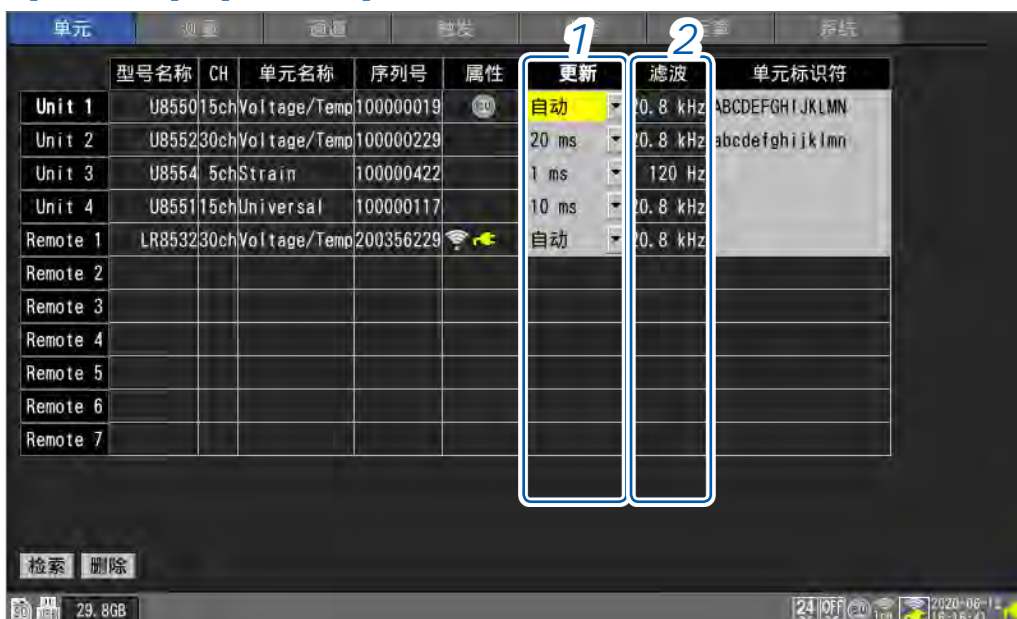 单元 测量 通道 触发 系统
1 2
型号名称 CH 单元名称 序列号 属性 更新 滤波 单元标识符
Unit 1 U8550 15ch Voltage/Temp 100000019 自动 20.8 kHz ABCDEFGHIJKLMN
Unit 2 U8552 30ch Voltage/Temp 100000229 20 ms 20.8 kHz abcdefghijklmn
Unit 3 U8554 5ch Strain 100000422 1 ms 120 Hz
Unit 4 U8551 15ch Universal 100000117 10 ms 20.8 kHz
Remote 1 LR8532 30ch Voltage/Temp 200356229 自动 20.8 kHz
Remote 2
Remote 3
Remote 4
Remote 5
Remote 6
Remote 7
检索 删除
SD 29.8GB 24 OFF